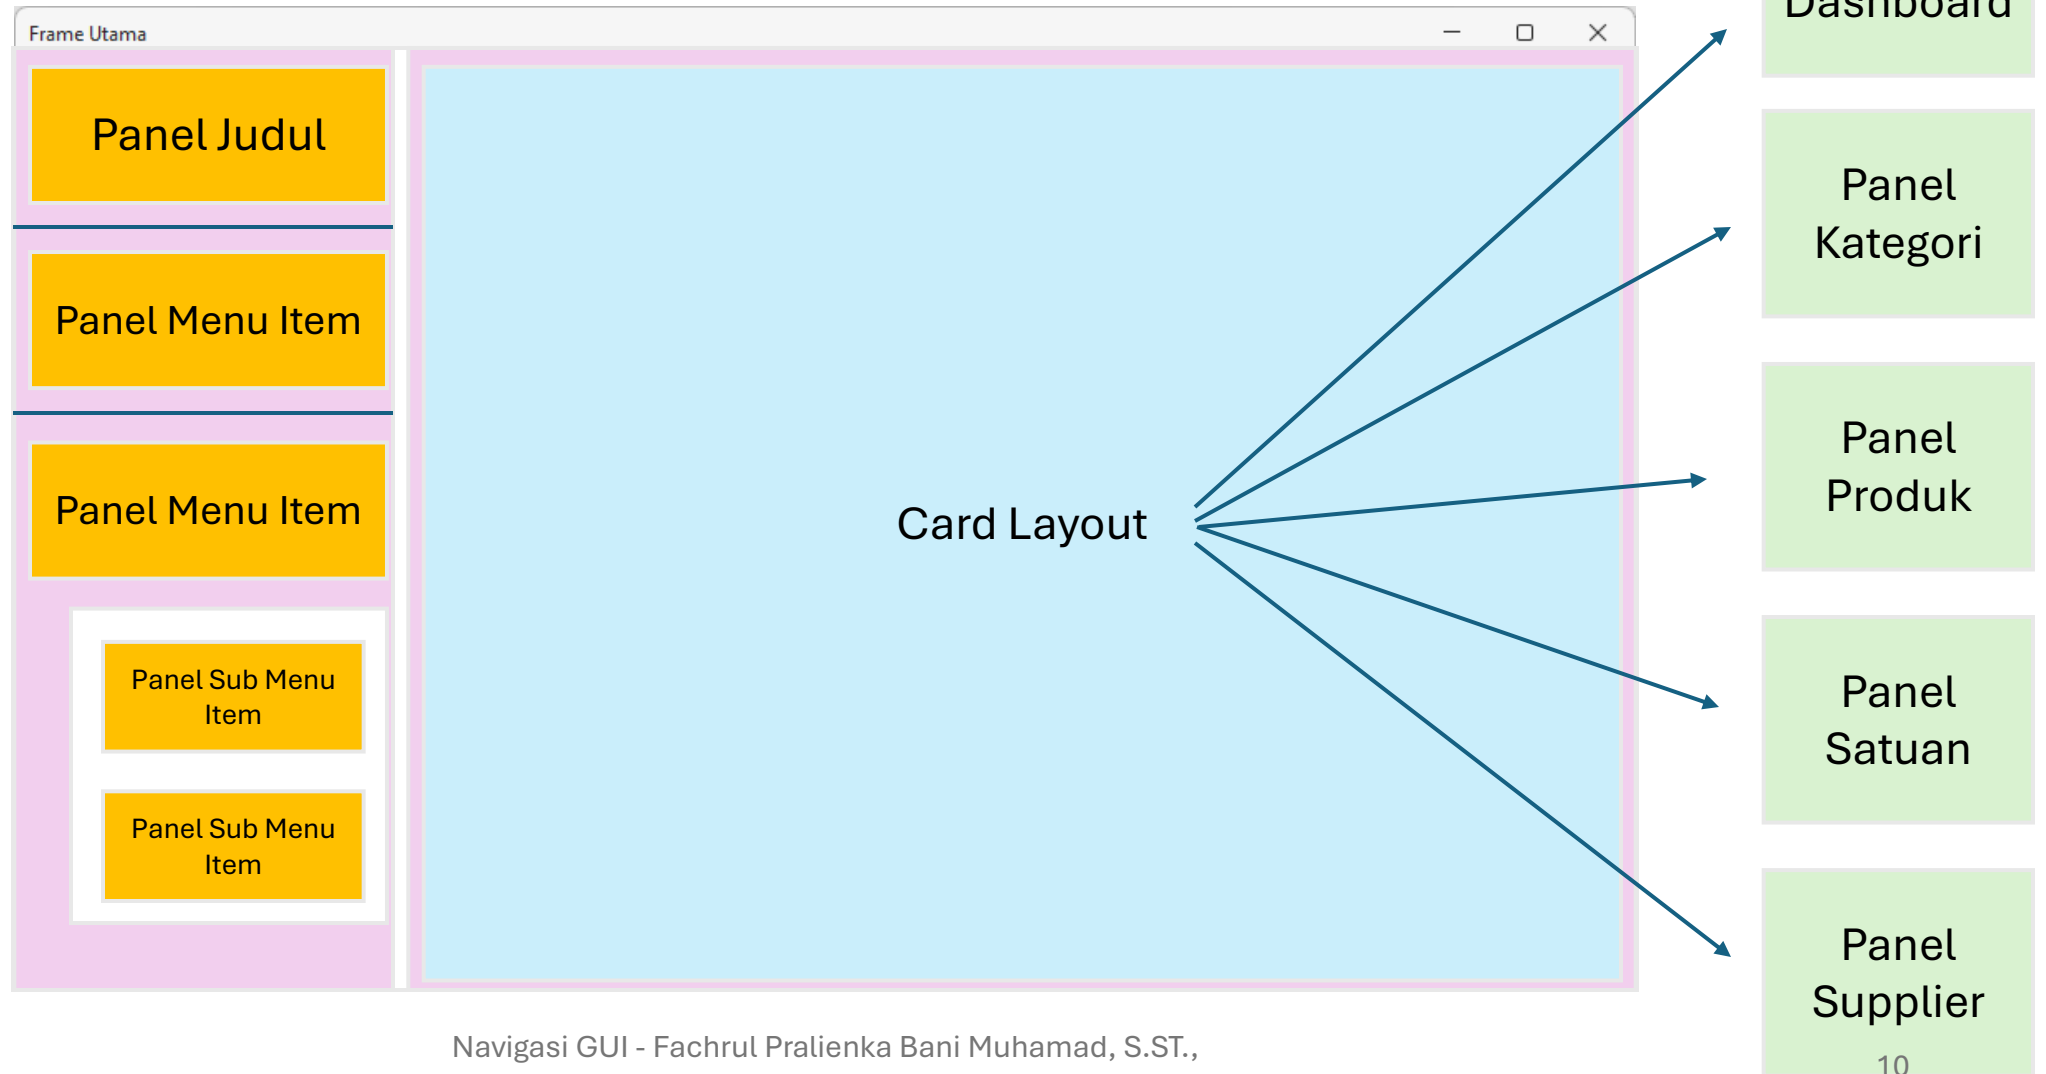 Frame Utama
Panel Judul
Panel Menu Item
Panel Menu Item
Panel Sub Menu
Item
Panel Sub Menu
Item
Card Layout
Dashboard
Panel
Kategori
Panel
Produk
Panel
Satuan
Panel
Supplier
Navigasi GUI - Fachrul Pralienka Bani Muhamad, S.ST.,
10